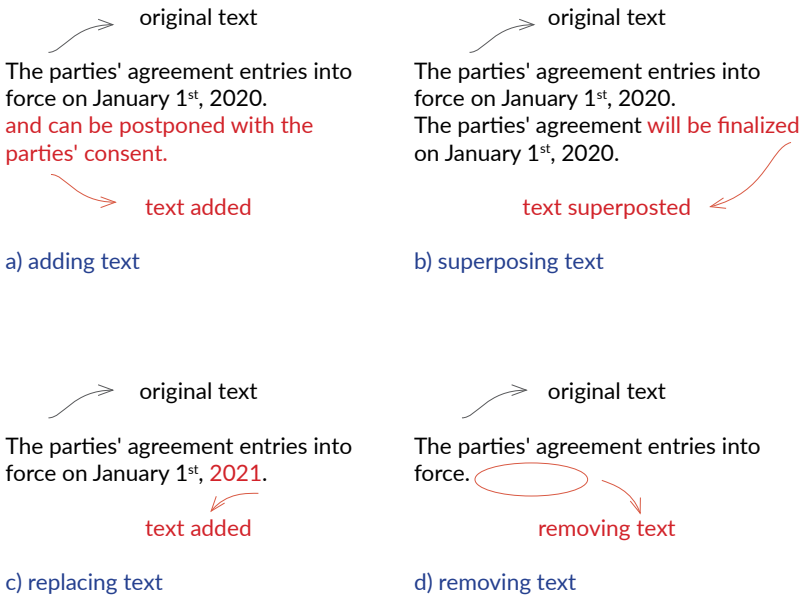 original text
The parties' agreement entries into
force on January 1st, 2020.
and can be postponed with the
parties' consent.
text added
a) adding text
original text
The parties' agreement entries into
force on January 1st, 2020.
The parties' agreement will be finalized
on January 1st, 2020.
text superposted
b) superposing text
original text
The parties' agreement entries into
force on January 1st, 2021.
text added
c) replacing text
original text
The parties' agreement entries into
force.
removing text
d) removing text